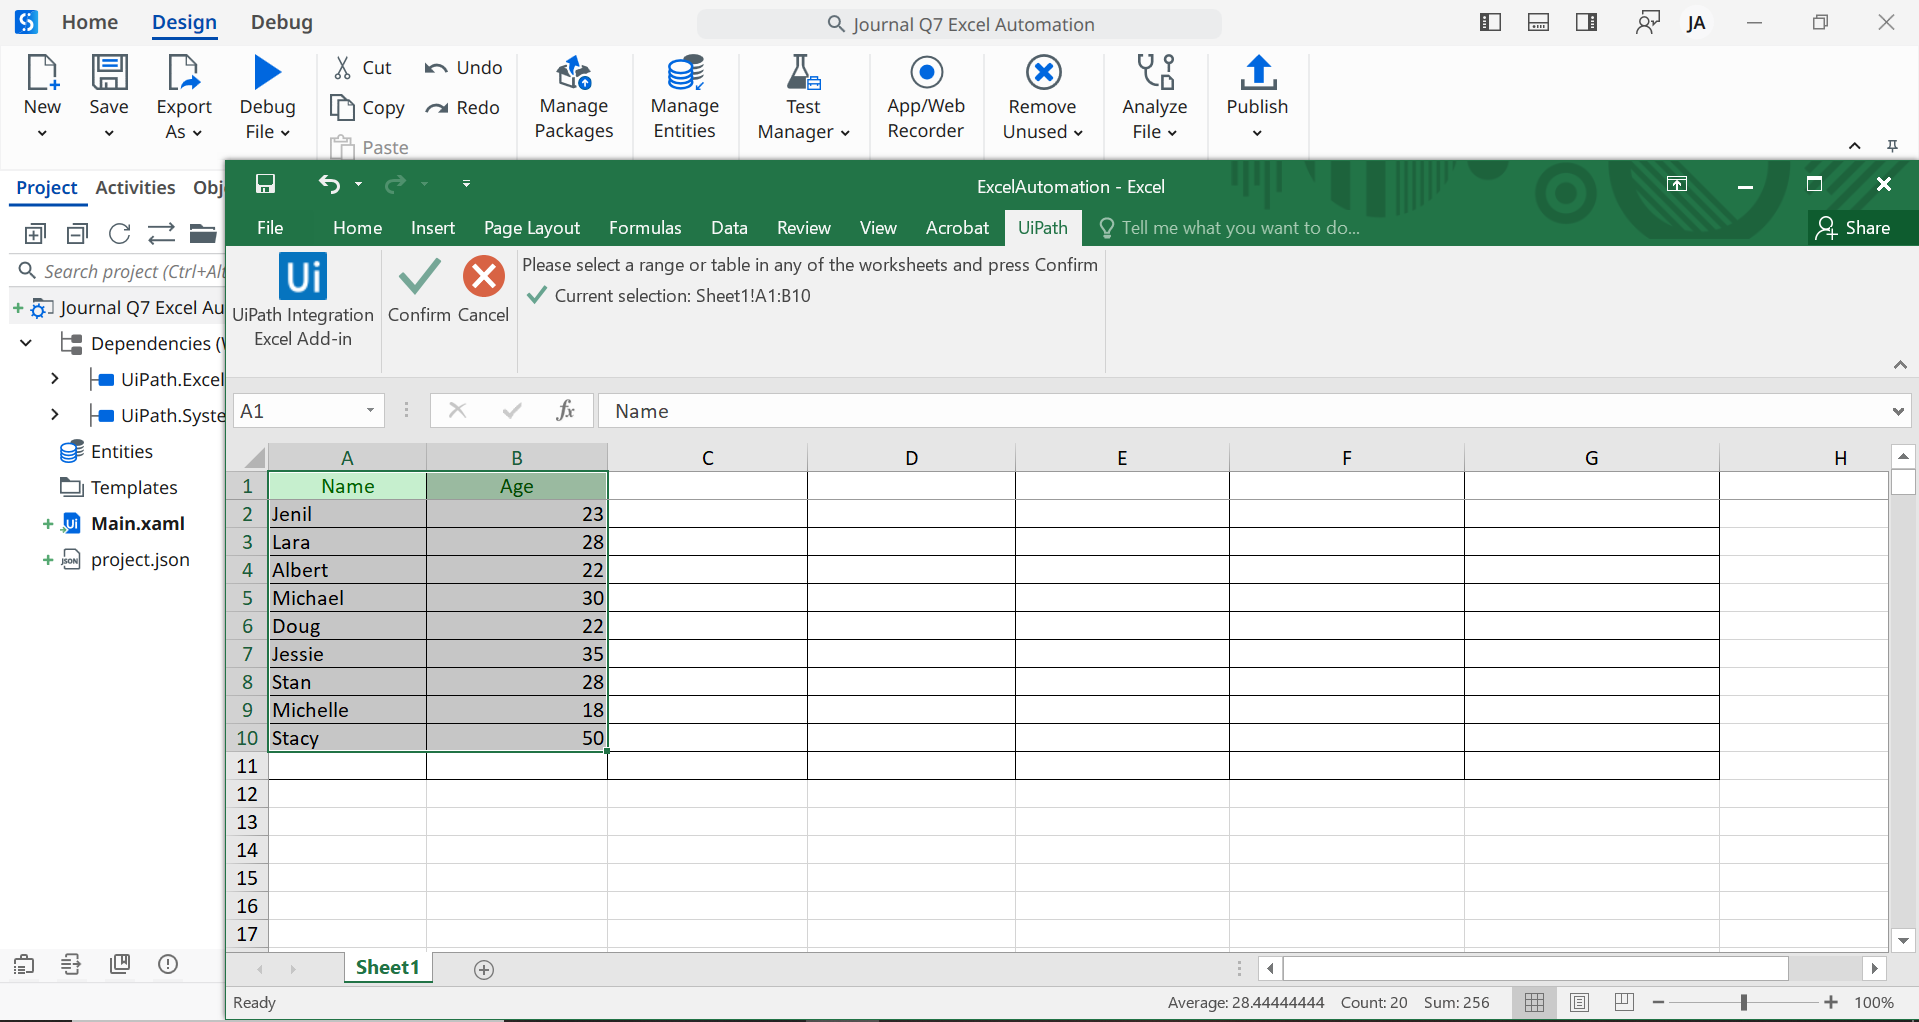 Home Design Debug
Journal Q7 Excel Automation
JA
New Save Export As Debug File
Cut Copy Paste Undo Redo
Manage Packages Manage Entities Test Manager App/Web Recorder Remove Unused Analyze File Publish
Project Activities Obj
Search project (Ctrl+Alt
Journal Q7 Excel Au
Dependencies (
UiPath.Excel
UiPath.Syste
Entities
Templates
Main.xaml
JSON project.json
ExcelAutomation - Excel
File Home Insert Page Layout Formulas Data Review View Acrobat UiPath Tell me what you want to do... Share
Ui
UiPath Integration
Excel Add-in
Confirm Cancel
Please select a range or table in any of the worksheets and press Confirm
Current selection: Sheet1!A1:B10
A1 fx Name
A B C D E F G H
1 Name Age
2 Jenil 23
3 Lara 28
4 Albert 22
5 Michael 30
6 Doug 22
7 Jessie 35
8 Stan 28
9 Michelle 18
10 Stacy 50
11
12
13
14
15
16
17
Sheet1
Ready
Average: 28.44444444 Count: 20 Sum: 256 100%